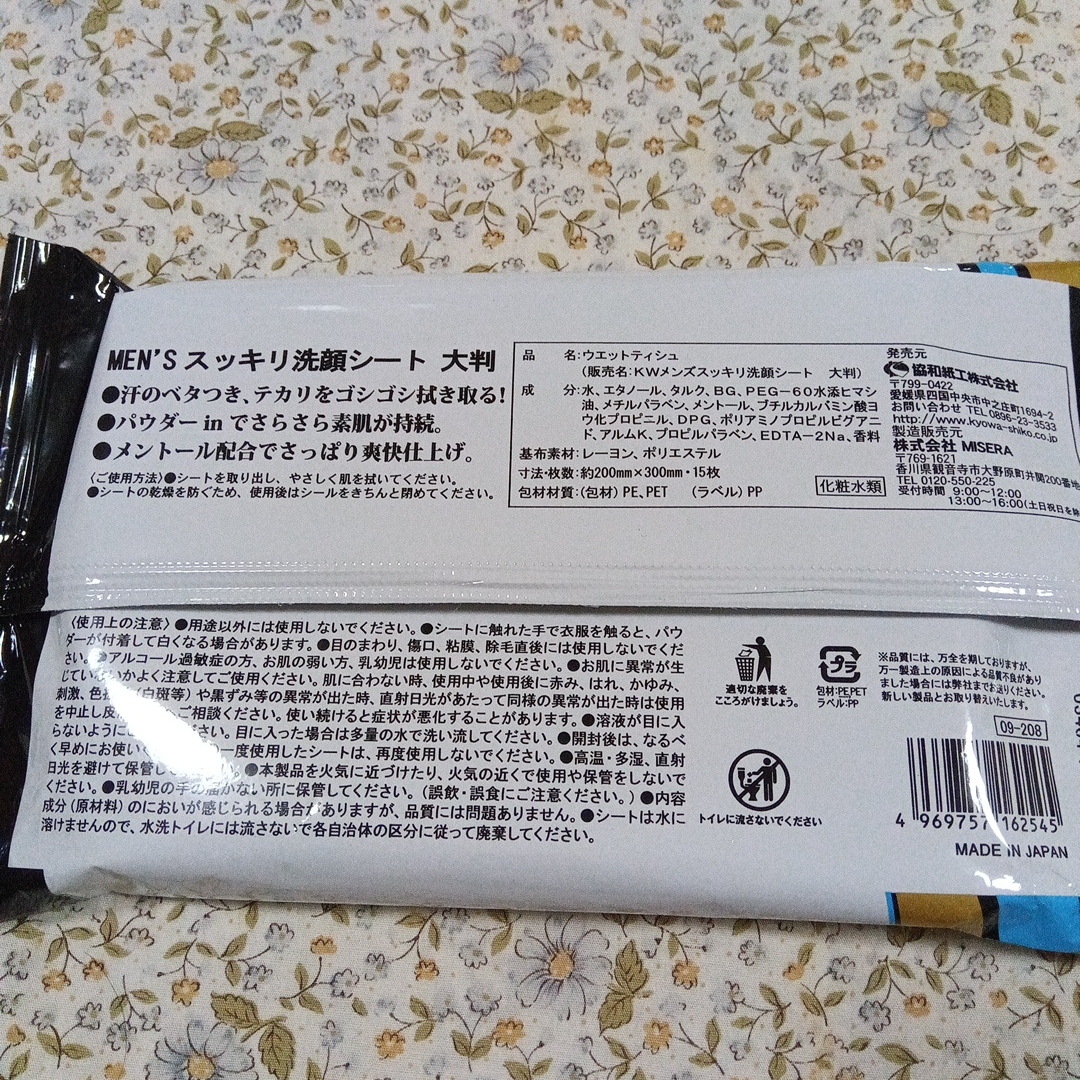 MEN'S スッキリ洗顔シート 大判
●汗のベタつき、テカリをゴシゴシ拭き取る!
●パウダー in でさらさら素肌が持続。
●メントール配合でさっぱり爽快仕上げ。
〈ご使用方法〉●シートを取り出し、やさしく肌を拭いてください。
●シートの乾燥を防ぐため、使用後はシールをきちんと閉めてください。
品 名:ウエットティシュ
(販売名:KWメンズスッキリ洗顔シート 大判)
成 分:水、エタノール、タルク、BG、PEG-60水添ヒマシ
油、メチルパラベン、メントール、ブチルカルバミン酸ヨ
ウ化プロピニル、DPG、ポリアミノプロピルビグアニ
ド、アルムK、プロピルパラベン、EDTA-2Na、香料
基布素材:レーヨン、ポリエステル
寸法・枚数:約200mm×300mm・15枚
包材材質:(包材)PE、PET (ラベル)PP
化粧水類
発売元
協和紙工株式会社
〒799-0422
愛媛県四国中央市中之庄町1694-2
お問い合わせ TEL 0896-23-3533
http://www.kyowa-shiko.co.jp
製造販売元
株式会社 MISERA
〒769-1621
香川県観音寺市大野原町井関200番地
TEL 0120-550-225
受付時間 9:00~12:00
13:00~16:00(土日祝日を
〈使用上の注意〉●用途以外には使用しないでください。●シートに触れた手で衣服を触ると、パウ
ダーが付着して白くなる場合があります。●目のまわり、傷口、粘膜、除毛直後には使用しないでくだ
さい。●アルコール過敏症の方、お肌の弱い方、乳幼児は使用しないでください。●お肌に異常が生
じていないかよく注意してご使用ください。肌に合わない時、使用中や使用後に赤み、はれ、かゆみ、
刺激、色抜け(白斑等)や黒ずみ等の異常が出た時、直射日光があたって同様の異常が出た時は使用
を中止し皮 ご相談ください。使い続けると症状が悪化することがあります。●溶液が目に入
らないように ださい。目に入った場合は多量の水で洗い流してください。●開封後は、なるべ
く早めにお使いく 一度使用したシートは、再度使用しないでください。●高温・多湿、直射
日光を避けて保管し ●本製品を火気に近づけたり、火気の近くで使用や保管をしないで
ください。●乳幼児の手の届かない所に保管してください。(誤飲・誤食にご注意ください。)●内容
成分(原材料)のにおいが感じられる場合がありますが、品質には問題ありません。●シートは水に
溶けませんので、水洗トイレには流さないで各自治体の区分に従って廃棄してください。
適切な廃棄を
こころがけましょう。
プラ
包材:PE,PET
ラベル:PP
※品質には、万全を期しておりますが、
万一製造上の原因による品質不良があり
ました場合には弊社までお送りください。
新しい製品とお取り替えいたします。
09-208
トイレに流さないでください
4 969757 162545
MADE IN JAPAN